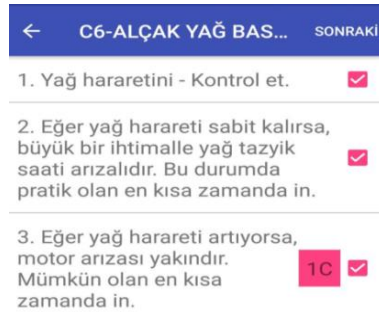 ← C6-ALÇAK YAĞ BAS... SONRAKİ
1. Yağ hararetini - Kontrol et.
2. Eğer yağ harareti sabit kalırsa,
büyük bir ihtimalle yağ tazyik
saati arızalıdır. Bu durumda
pratik olan en kısa zamanda in.
3. Eğer yağ harareti artıyorsa,
motor arızası yakındır.
Mümkün olan en kısa
zamanda in.
1C